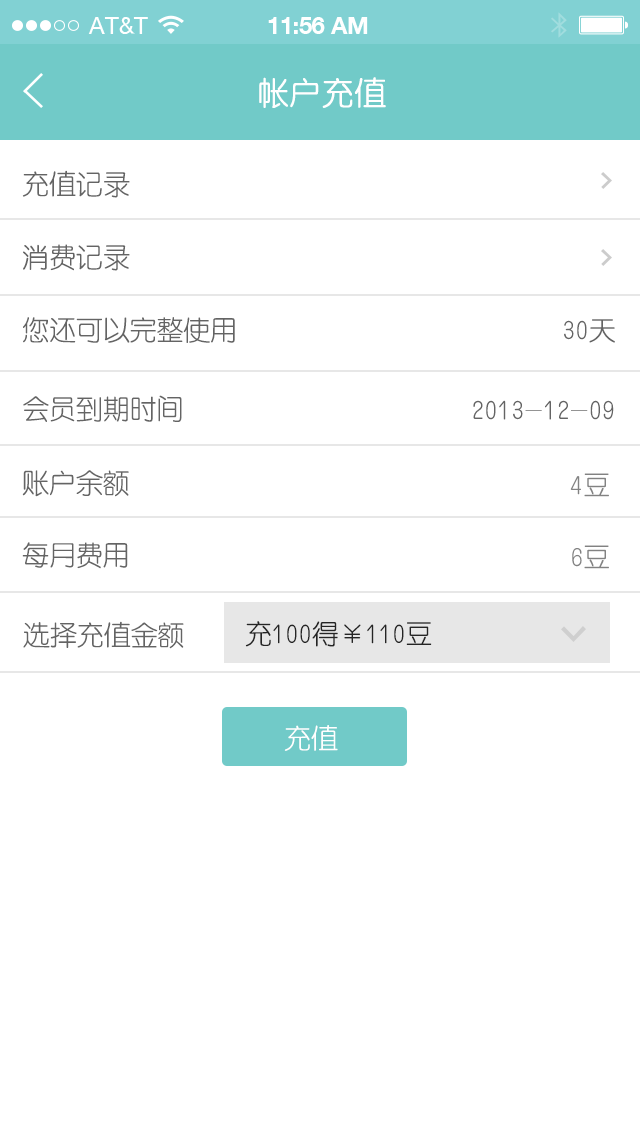 AT&T 11:56 AM
帐户充值
充值记录
消费记录
您还可以完整使用 30天
会员到期时间 2013-12-09
账户余额 4豆
每月费用 6豆
选择充值金额 充100得￥110豆
充值